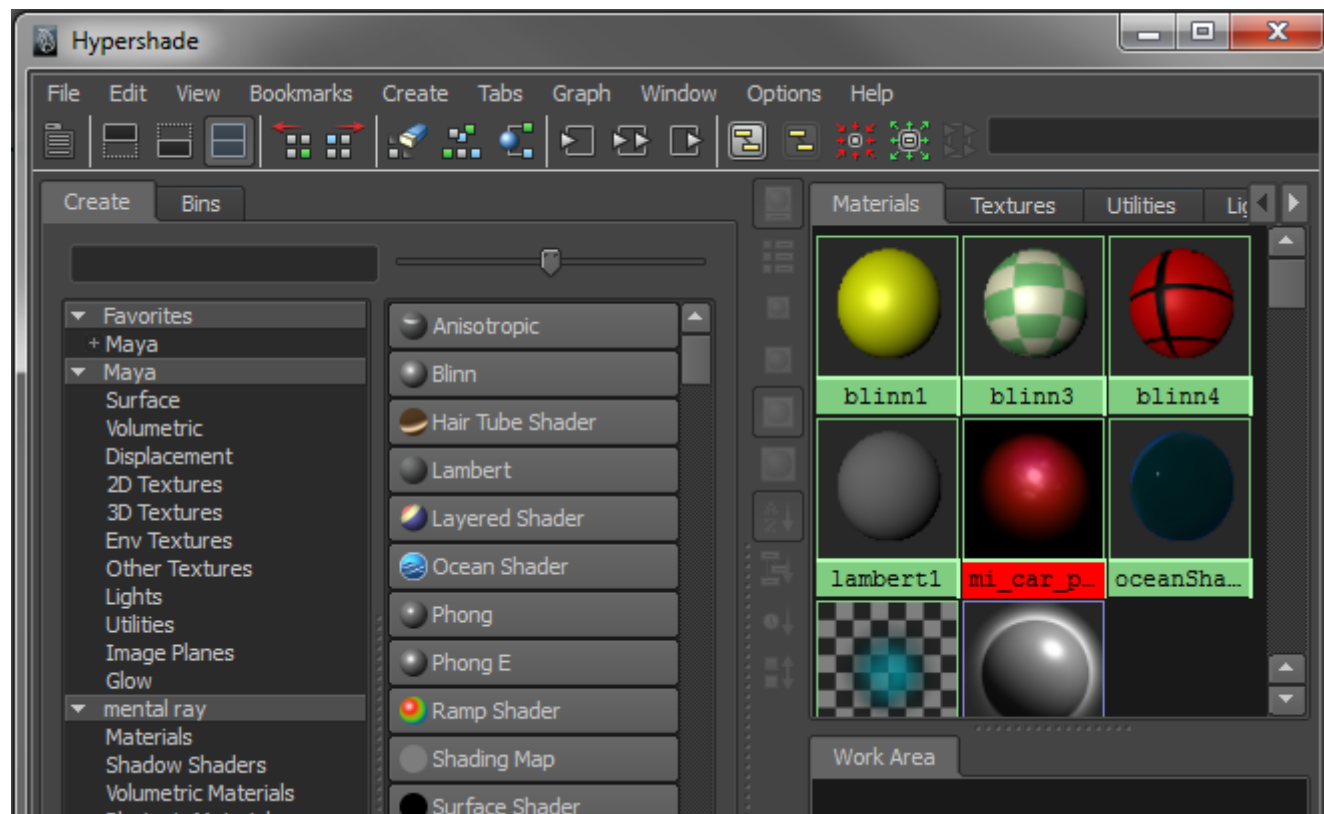 Hypershade
File Edit View Bookmarks Create Tabs Graph Window Options Help
Create Bins
Favorites
+ Maya
Maya
Surface
Volumetric
Displacement
2D Textures
3D Textures
Env Textures
Other Textures
Lights
Utilities
Image Planes
Glow
mental ray
Materials
Shadow Shaders
Volumetric Materials
Anisotropic
Blinn
Hair Tube Shader
Lambert
Layered Shader
Ocean Shader
Phong
Phong E
Ramp Shader
Shading Map
Surface Shader
Materials Textures Utilities
blinn1 blinn3 blinn4
lambert1 mi_car_p... oceanSha...
Work Area